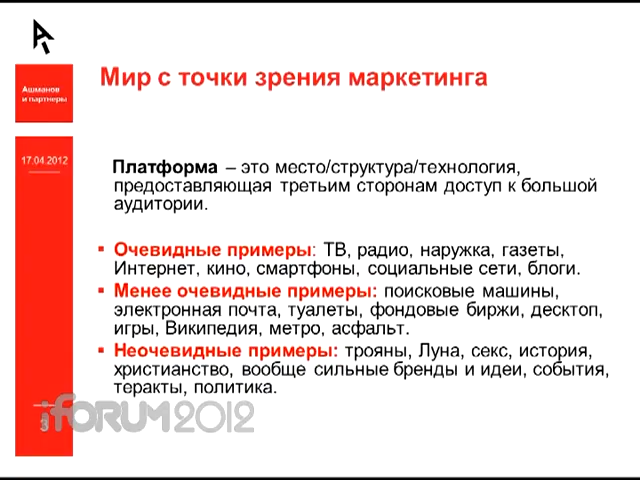 Мир с точки зрения маркетинга
Ашманов
и партнеры
17.04.2012
Платформа – это место/структура/технология,
предоставляющая третьим сторонам доступ к большой
аудитории.
Очевидные примеры: ТВ, радио, наружка, газеты,
Интернет, кино, смартфоны, социальные сети, блоги.
Менее очевидные примеры: поисковые машины,
электронная почта, туалеты, фондовые биржи, десктоп,
игры, Википедия, метро, асфальт.
Неочевидные примеры: трояны, Луна, секс, история,
христианство, вообще сильные бренды и идеи, события,
теракты, политика.
3
iFORUM2012